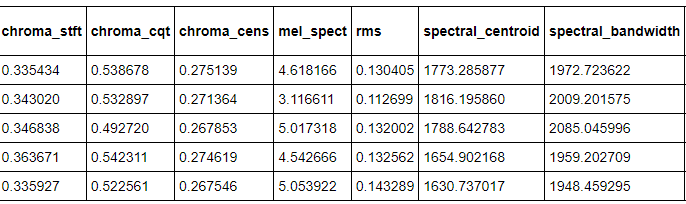 chroma_stft chroma_cqt chroma_cens mel_spect rms spectral_centroid spectral_bandwidth
0.335434 0.538678 0.275139 4.618166 0.130405 1773.285877 1972.723622
0.343020 0.532897 0.271364 3.116611 0.112699 1816.195860 2009.201575
0.346838 0.492720 0.267853 5.017318 0.132002 1788.642783 2085.045996
0.363671 0.542311 0.274619 4.542666 0.132562 1654.902168 1959.202709
0.335927 0.522561 0.267546 5.053922 0.143289 1630.737017 1948.459295